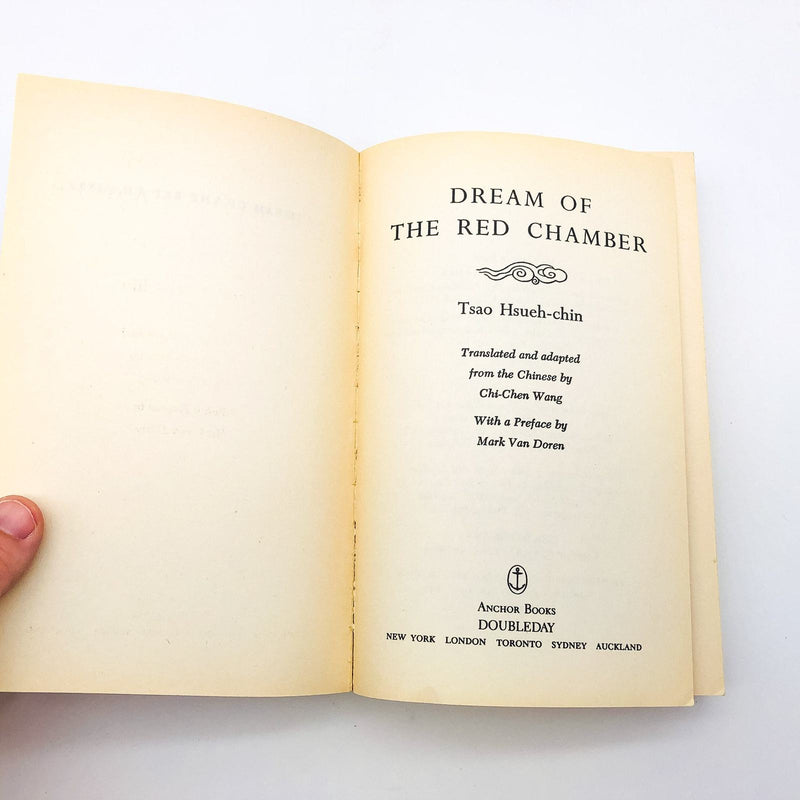 DREAM OF
THE RED CHAMBER
Tsao Hsueh-chin
Translated and adapted
from the Chinese by
Chi-Chen Wang
With a Preface by
Mark Van Doren
ANCHOR BOOKS
DOUBLEDAY
NEW YORK LONDON TORONTO SYDNEY AUCKLAND